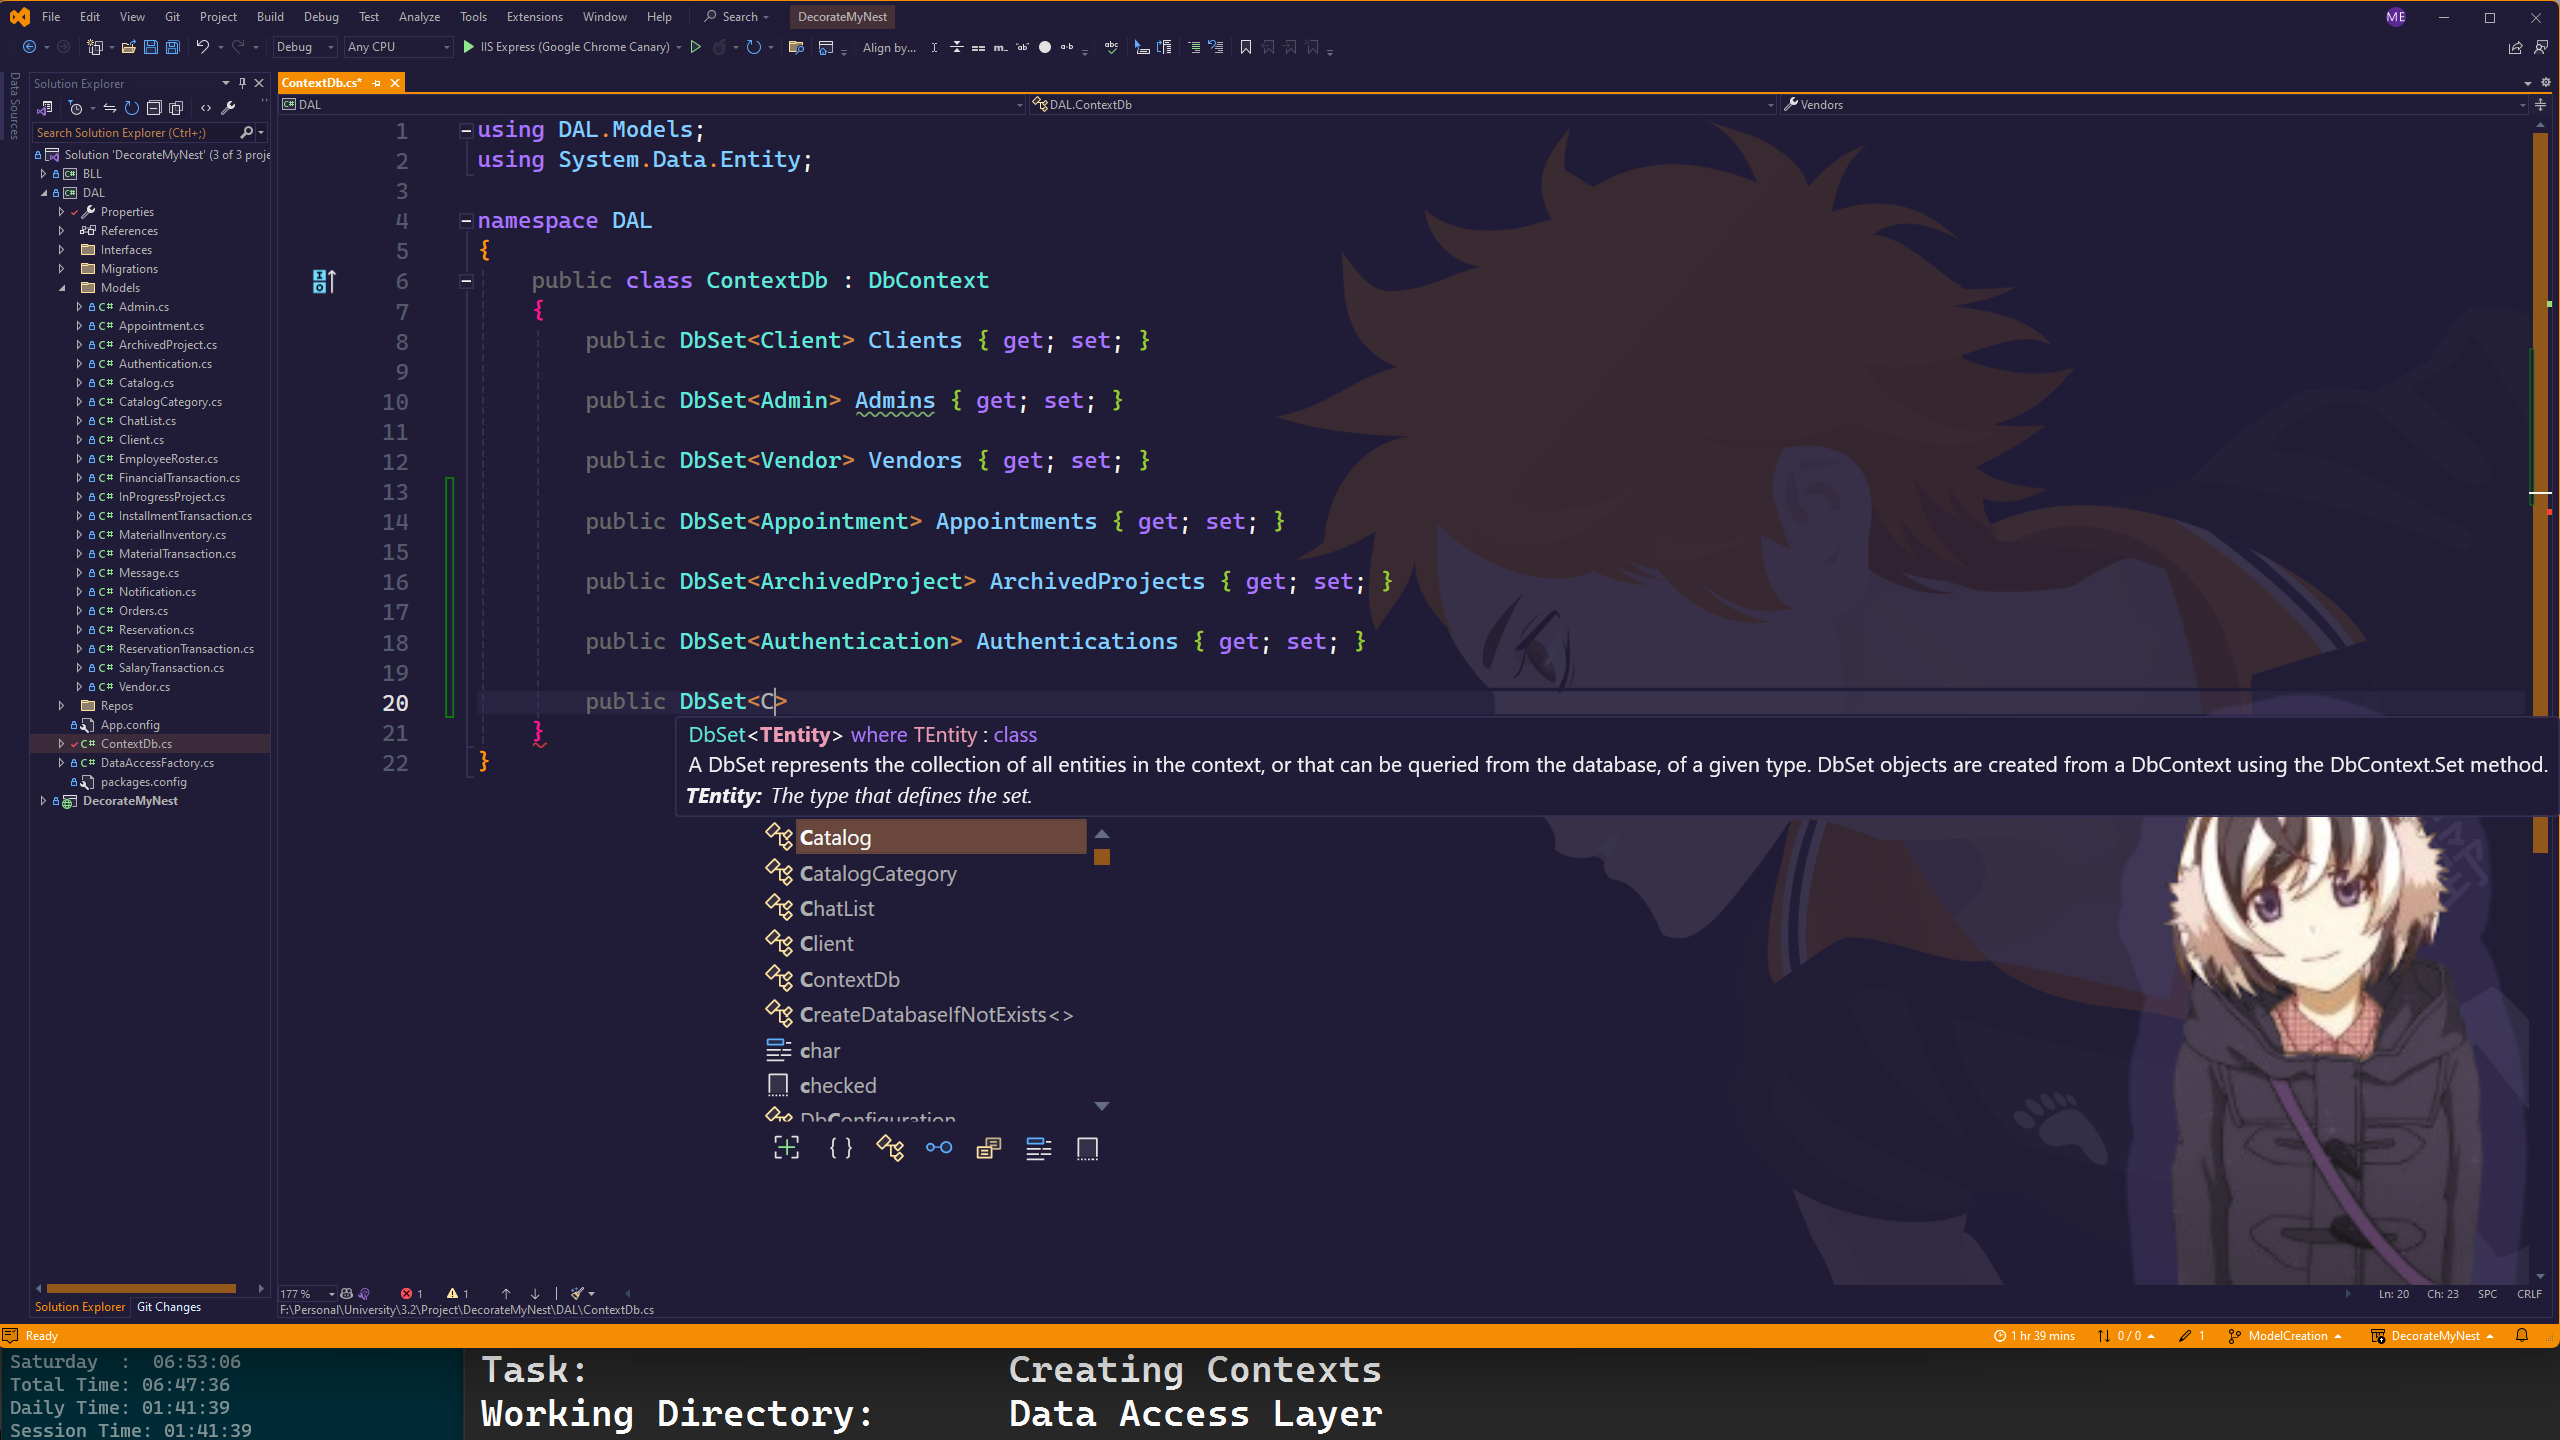 File Edit View Git Project Build Debug Test Analyze Tools Extensions Window Help Search DecorateMyNest ME
Debug Any CPU IIS Express (Google Chrome Canary) Align by...
Data Sources
Solution Explorer
Search Solution Explorer (Ctrl+;)
Solution 'DecorateMyNest' (3 of 3 proje
BLL
DAL
Properties
References
Interfaces
Migrations
Models
Admin.cs
Appointment.cs
ArchivedProject.cs
Authentication.cs
Catalog.cs
CatalogCategory.cs
ChatList.cs
Client.cs
EmployeeRoster.cs
FinancialTransaction.cs
InProgressProject.cs
InstallmentTransaction.cs
MaterialInventory.cs
MaterialTransaction.cs
Message.cs
Notification.cs
Orders.cs
Reservation.cs
ReservationTransaction.cs
SalaryTransaction.cs
Vendor.cs
Repos
App.config
ContextDb.cs
DataAccessFactory.cs
packages.config
DecorateMyNest
Solution Explorer Git Changes
ContextDb.cs*
DAL DAL.ContextDb Vendors
1 using DAL.Models;
2 using System.Data.Entity;
3
4 namespace DAL
5 {
6 public class ContextDb : DbContext
7 {
8 public DbSet<Client> Clients { get; set; }
9
10 public DbSet<Admin> Admins { get; set; }
11
12 public DbSet<Vendor> Vendors { get; set; }
13
14 public DbSet<Appointment> Appointments { get; set; }
15
16 public DbSet<ArchivedProject> ArchivedProjects { get; set; }
17
18 public DbSet<Authentication> Authentications { get; set; }
19
20 public DbSet<C>
21 }
22 }
DbSet<TEntity> where TEntity : class
A DbSet represents the collection of all entities in the context, or that can be queried from the database, of a given type. DbSet objects are created from a DbContext using the DbContext.Set method.
TEntity: The type that defines the set.
Catalog
CatalogCategory
ChatList
Client
ContextDb
CreateDatabaseIfNotExists<>
char
checked
DbConfiguration
177 % 1 1 Ln: 20 Ch: 23 SPC CRLF
F:\Personal\University\3.2\Project\DecorateMyNest\DAL\ContextDb.cs
Ready 1 hr 39 mins 0 / 0 1 ModelCreation DecorateMyNest
Saturday : 06:53:06
Total Time: 06:47:36
Daily Time: 01:41:39
Session Time: 01:41:39
Task: Creating Contexts
Working Directory: Data Access Layer